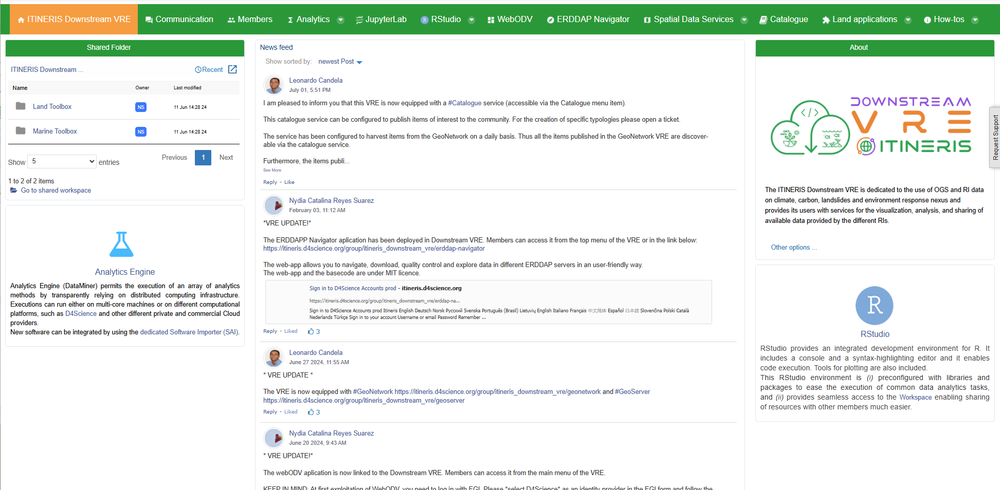 ITINERIS Downstream VRE
Communication
Members
Analytics
JupyterLab
RStudio
WebODV
ERDDAP Navigator
Spatial Data Services
Catalogue
Land applications
How-tos
Shared Folder
ITINERIS Downstream ...
Recent
Name Owner Last modified
Land Toolbox NS 11 Jun 14:28 24
Marine Toolbox NS 11 Jun 14:28 24
Show 5 entries
Previous 1 Next
1 to 2 of 2 items
Go to shared workspace
Analytics Engine
Analytics Engine (DataMiner) permits the execution of an array of analytics
methods by transparently relying on distributed computing infrastructure.
Executions can run either on multi-core machines or on different computational
platforms, such as D4Science and other different private and commercial Cloud
providers.
New software can be integrated by using the dedicated Software Importer (SAI).
News feed
Show sorted by: newest Post
Leonardo Candela
July 01, 5:51 PM
I am pleased to inform you that this VRE is now equipped with a #Catalogue service (accessible via the Catalogue menu item).
This catalogue service can be configured to publish items of interest to the community. For the creation of specific typologies please open a ticket.
The service has been configured to harvest items from the GeoNetwork on a daily basis. Thus all the items published in the GeoNetwork VRE are discover-
able via the catalogue service.
Furthermore, the items publi...
See More
Reply - Like
Nydia Catalina Reyes Suarez
February 03, 11:12 AM
*VRE UPDATE!*
The ERDDAPP Navigator aplication has been deployed in Downstream VRE. Members can access it from the top menu of the VRE or in the link below:
https://itineris.d4science.org/group/itineris_downstream_vre/erddap-navigator
The web-app allows you to navigate, download, quality control and explore data in different ERDDAP servers in an user-friendly way.
The web-app and the basecode are under MIT licence.
Sign in to D4Science Accounts prod - itineris.d4science.org
https://itineris.d4science.org/group/itineris_downstream_vre/erddap-na...
Sign in to D4Science Accounts prod Itineris English Deutsch Norsk Русский Svenska Português (Brasil) Lietuvių English Italiano Français 中文简体 Español 日本語 Slovenčina Polski Català
Nederlands Türkçe Sign in to your account Username or email Password Remember ...
Reply - Liked 3
Leonardo Candela
June 27 2024, 11:55 AM
* VRE UPDATE *
The VRE is now equipped with #GeoNetwork https://itineris.d4science.org/group/itineris_downstream_vre/geonetwork and #GeoServer
https://itineris.d4science.org/group/itineris_downstream_vre/geoserver
Reply - Liked 3
Nydia Catalina Reyes Suarez
June 20 2024, 9:43 AM
* VRE UPDATE!*
The webODV aplication is now linked to the Downstream VRE. Members can access it from the main menu of the VRE.
KEEP IN MIND: At first exploitation of WebODV, you need to log in with EGI. Please *select D4Science* as an identity provider in the EGI form and follow the
About
</>
DOWNSTREAM
VRE
ITINERIS
The ITINERIS Downstream VRE is dedicated to the use of OGS and RI data
on climate, carbon, landslides and environment response nexus and
provides its users with services for the visualization, analysis, and sharing of
available data provided by the different RIs.
Other options ...
R
RStudio
RStudio provides an integrated development environment for R. It
includes a console and a syntax-highlighting editor and it enables
code execution. Tools for plotting are also included.
This RStudio environment is (i) preconfigured with libraries and
packages to ease the execution of common data analytics tasks,
and (ii) provides seamless access to the Workspace enabling sharing
of resources with other members much easier.
Request Support